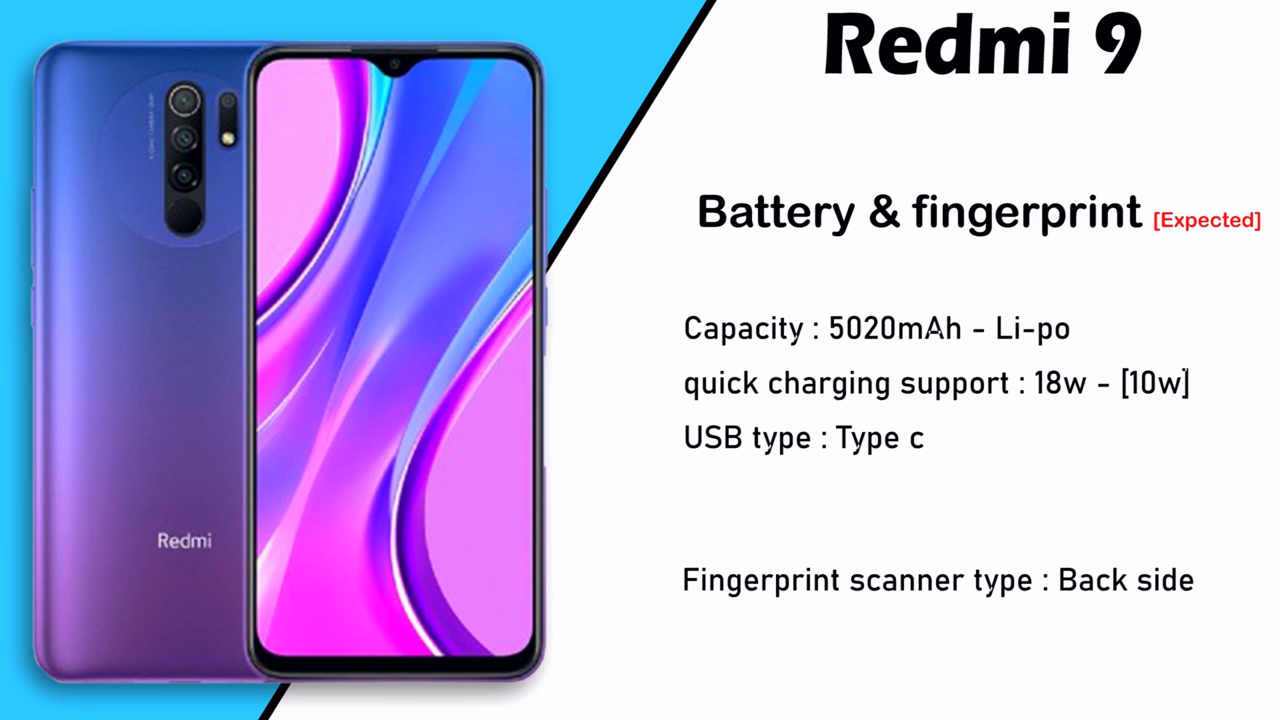 Redmi 9
Battery & fingerprint [Expected]
Capacity : 5020mAh - Li-po
quick charging support : 18w - [10w]
USB type : Type c
Fingerprint scanner type : Back side
Redmi